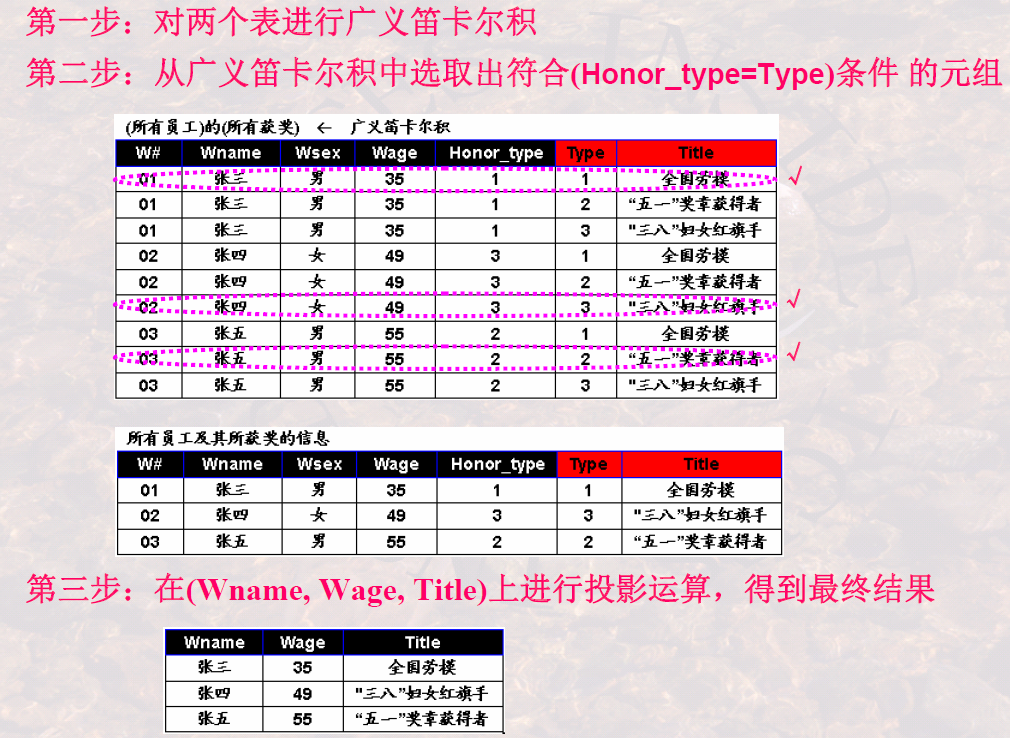 第一步：对两个表进行广义笛卡尔积
第二步：从广义笛卡尔积中选取出符合(Honor_type=Type)条件 的元组
(所有员工)的(所有获奖) ← 广义笛卡尔积
W# Wname Wsex Wage Honor_type Type Title
01 张三 男 35 1 1 全国劳模 √
01 张三 男 35 1 2 “五一”奖章获得者
01 张三 男 35 1 3 "三八”妇女红旗手
02 张四 女 49 3 1 全国劳模
02 张四 女 49 3 2 “五一”奖章获得者
02 张四 女 49 3 3 "三八”妇女红旗手 √
03 张五 男 55 2 1 全国劳模
03 张五 男 55 2 2 “五一”奖章获得者 √
03 张五 男 55 2 3 "三八”妇女红旗手
所有员工及其所获奖的信息
W# Wname Wsex Wage Honor_type Type Title
01 张三 男 35 1 1 全国劳模
02 张四 女 49 3 3 "三八”妇女红旗手
03 张五 男 55 2 2 “五一”奖章获得者
第三步：在(Wname, Wage, Title)上进行投影运算，得到最终结果
Wname Wage Title
张三 35 全国劳模
张四 49 "三八”妇女红旗手
张五 55 “五一”奖章获得者